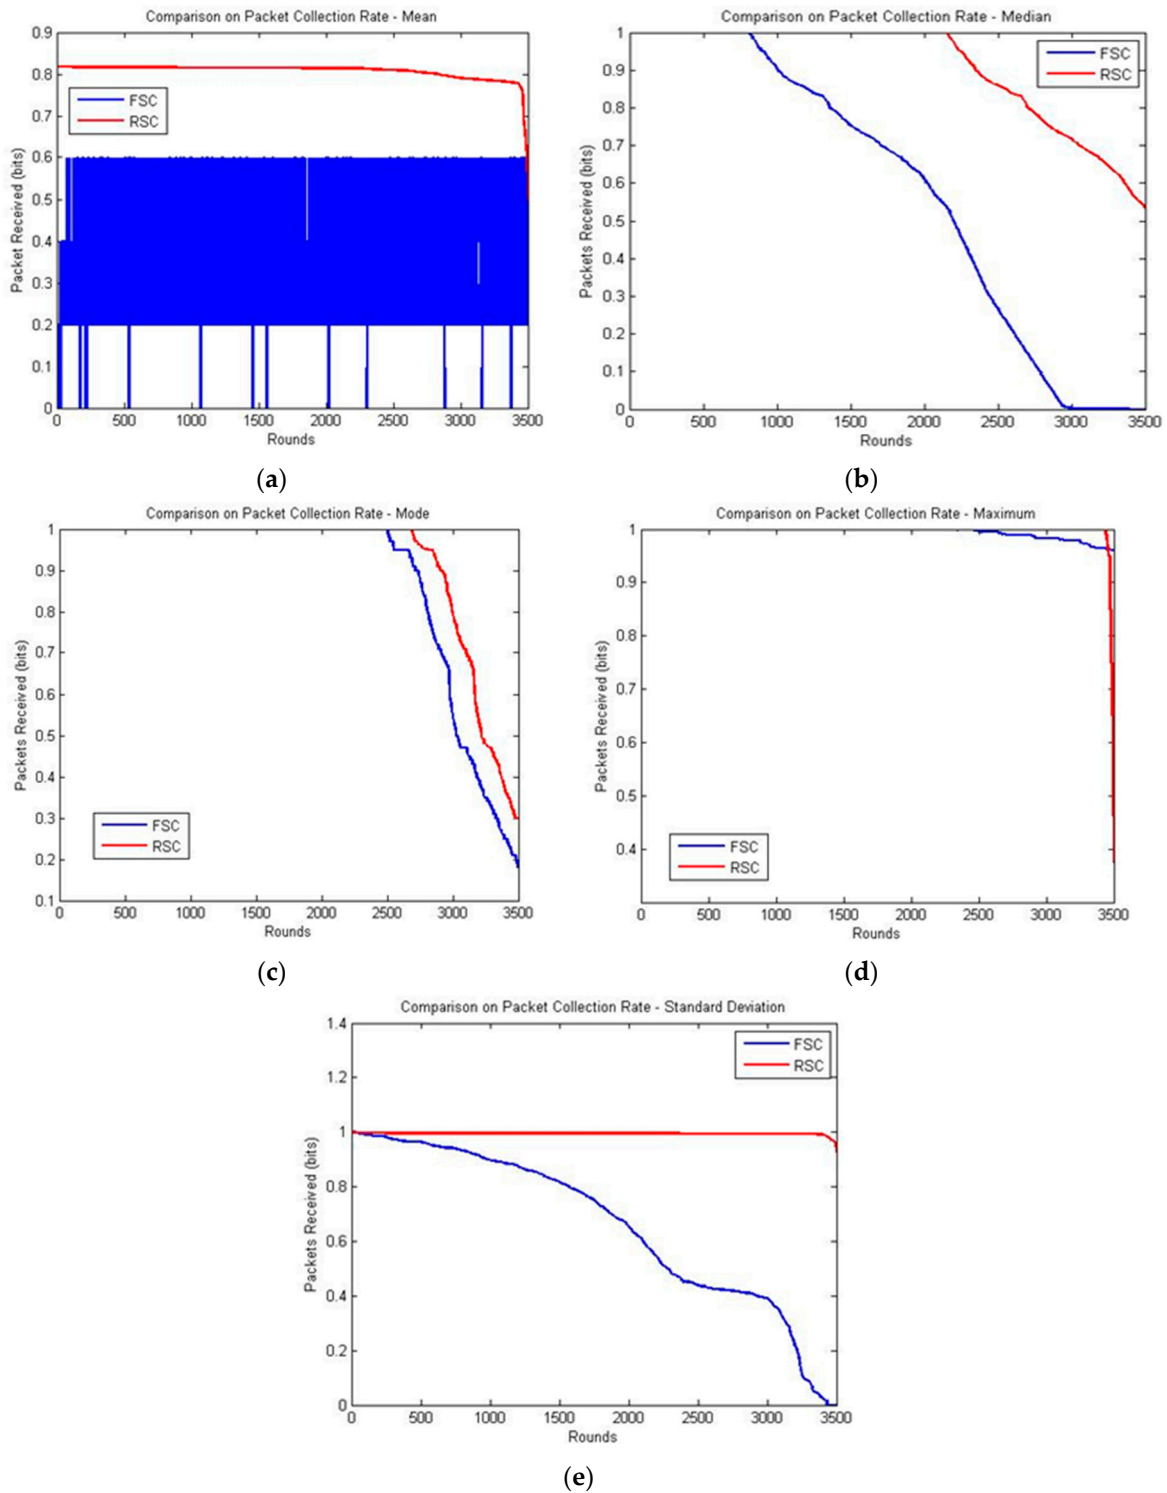 Comparison on Packet Collection Rate - Mean
0.9
0.8
0.7
0.6
0.5
0.4
0.3
0.2
0.1
0
Packet Received (bits)
FSC
RSC
0 500 1000 1500 2000 2500 3000 3500
Rounds
(a)
Comparison on Packet Collection Rate - Median
1
0.9
0.8
0.7
0.6
0.5
0.4
0.3
0.2
0.1
0
Packets Received (bits)
FSC
RSC
0 500 1000 1500 2000 2500 3000 3500
Rounds
(b)
Comparison on Packet Collection Rate - Mode
1
0.9
0.8
0.7
0.6
0.5
0.4
0.3
0.2
0.1
Packets Received (bits)
FSC
RSC
0 500 1000 1500 2000 2500 3000 3500
Rounds
(c)
Comparison on Packet Collection Rate - Maximum
1
0.9
0.8
0.7
0.6
0.5
0.4
Packets Received (bits)
FSC
RSC
0 500 1000 1500 2000 2500 3000 3500
Rounds
(d)
Comparison on Packet Collection Rate - Standard Deviation
1.4
1.2
1
0.8
0.6
0.4
0.2
0
Packets Received (bits)
FSC
RSC
0 500 1000 1500 2000 2500 3000 3500
Rounds
(e)